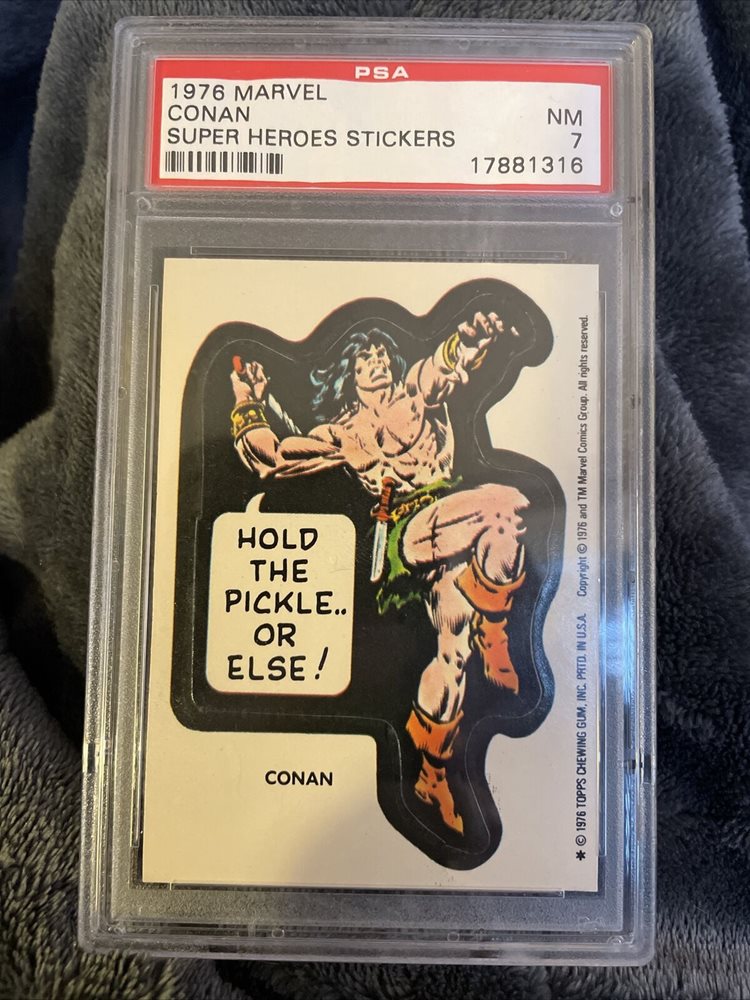 PSA
1976 MARVEL
CONAN
NM
SUPER HEROES STICKERS
7
17881316
HOLD
THE
PICKLE..
OR
ELSE!
CONAN
* © 1976 TOPPS CHEWING GUM, INC. PRTD. IN U.S.A. Copyright © 1976 and TM Marvel Comics Group. All rights reserved.